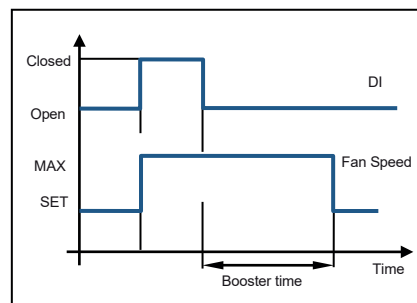 Closed
DI
Open
MAX
Fan Speed
SET
Time
Booster time